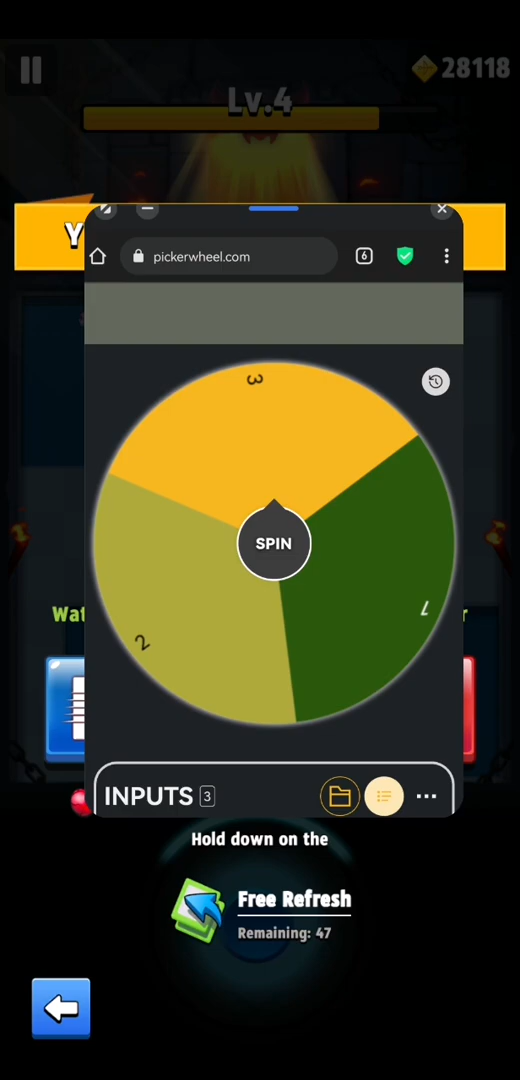 28118
Lv.4
Y
pickerwheel.com
6
3
SPIN
1
2
Wat
r
INPUTS 3
Hold down on the
Free Refresh
Remaining: 47